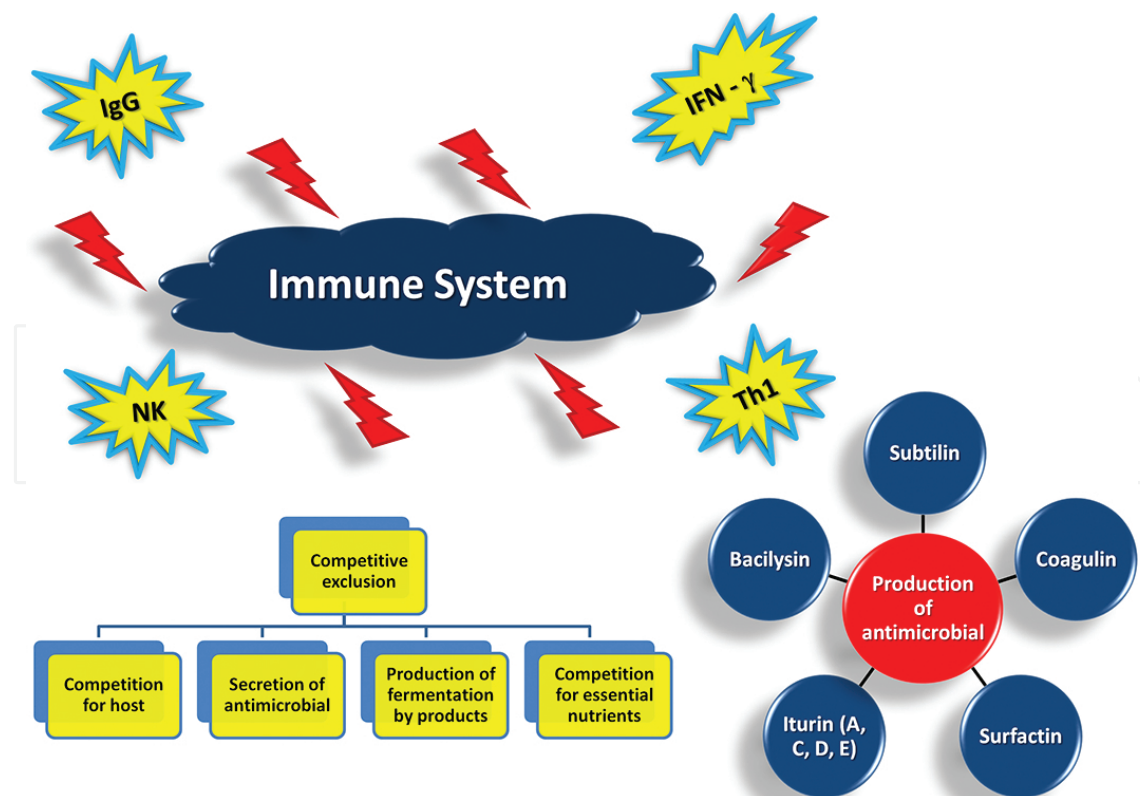 IgG
IFN - γ
Immune System
NK
Th1
Competitive
exclusion
Competition
for host
Secretion of
antimicrobial
Production of
fermentation
by products
Competition
for essential
nutrients
Subtilin
Bacilysin
Coagulin
Production
of
antimicrobial
Iturin (A,
C, D, E)
Surfactin